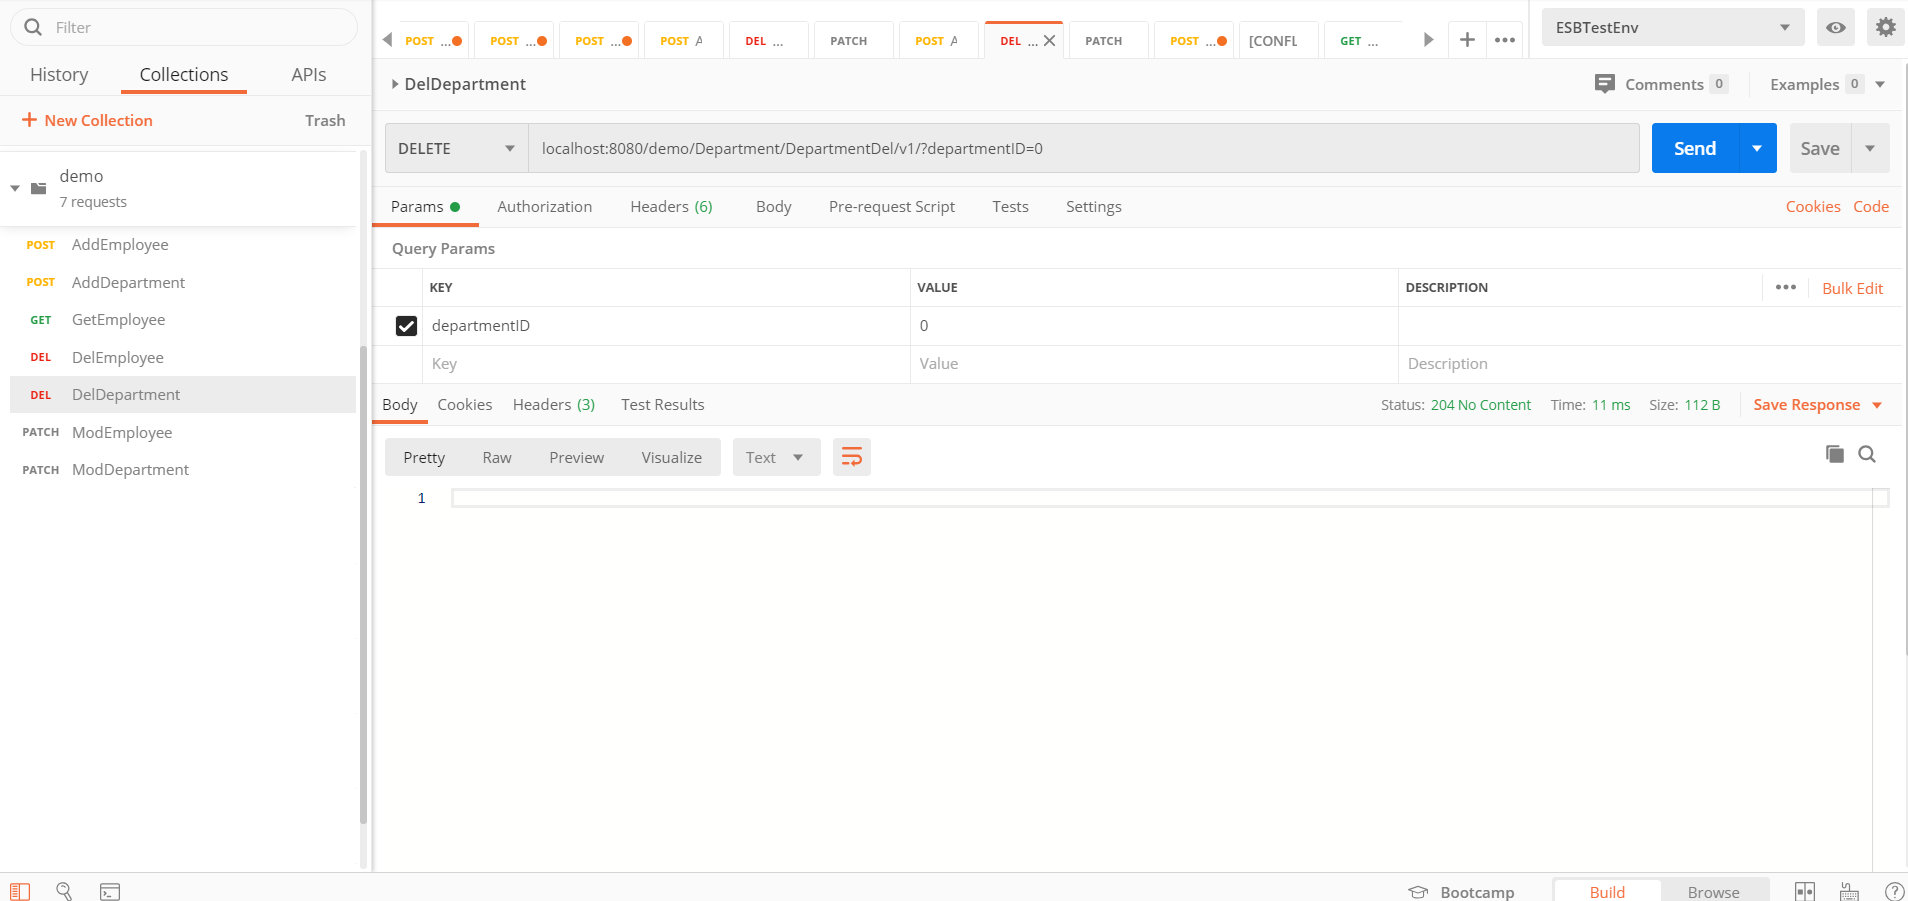 Filter
History Collections APIs
+ New Collection Trash
demo
7 requests
POST AddEmployee
POST AddDepartment
GET GetEmployee
DEL DelEmployee
DEL DelDepartment
PATCH ModEmployee
PATCH ModDepartment
POST ... POST ... POST ... POST A DEL ... PATCH POST A DEL ... PATCH POST ... [CONFL GET ...
ESBTestEnv
DelDepartment
Comments 0 Examples 0
DELETE localhost:8080/demo/Department/DepartmentDel/v1/?departmentID=0 Send Save
Params Authorization Headers (6) Body Pre-request Script Tests Settings Cookies Code
Query Params
KEY VALUE DESCRIPTION ••• Bulk Edit
departmentID 0
Key Value Description
Body Cookies Headers (3) Test Results Status: 204 No Content Time: 11 ms Size: 112 B Save Response
Pretty Raw Preview Visualize Text
1
Bootcamp Build Browse